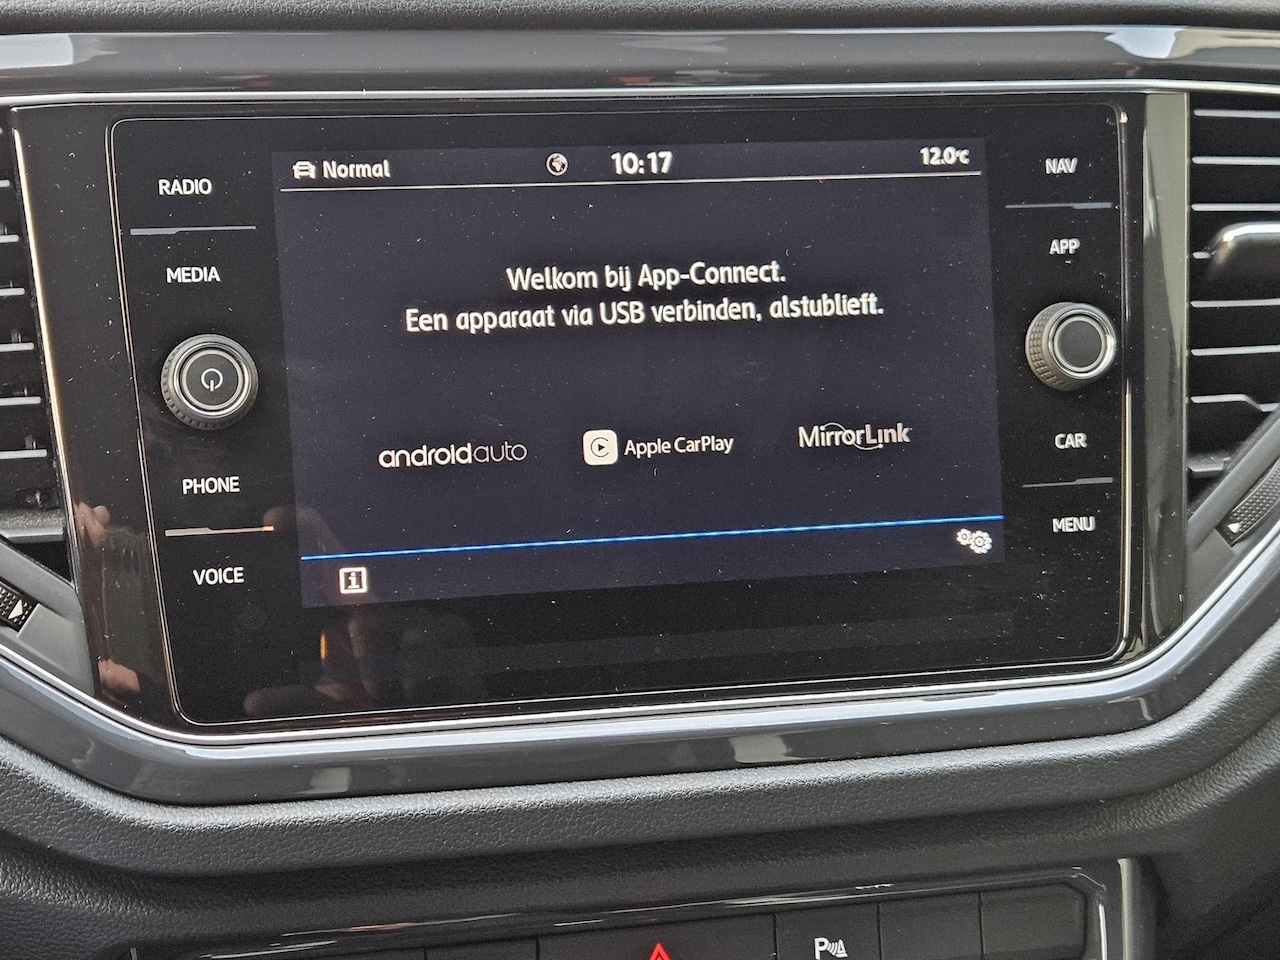 Normal 10:17 12.0°C
RADIO
MEDIA
PHONE
VOICE
Welkom bij App-Connect.
Een apparaat via USB verbinden, alstublieft.
androidauto Apple CarPlay MirrorLink
i
NAV
APP
CAR
MENU
P